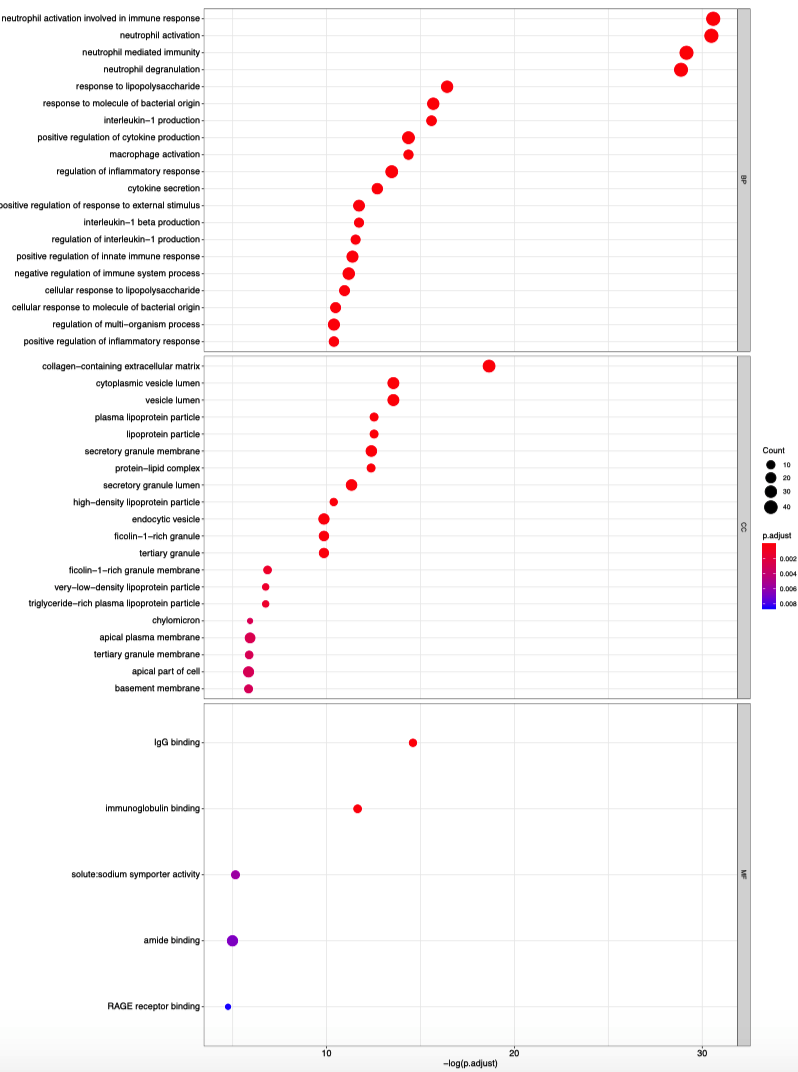 neutrophil activation involved in immune response
neutrophil activation
neutrophil mediated immunity
neutrophil degranulation
response to lipopolysaccharide
response to molecule of bacterial origin
interleukin−1 production
positive regulation of cytokine production
macrophage activation
regulation of inflammatory response
cytokine secretion
positive regulation of response to external stimulus
interleukin−1 beta production
regulation of interleukin−1 production
positive regulation of innate immune response
negative regulation of immune system process
cellular response to lipopolysaccharide
cellular response to molecule of bacterial origin
regulation of multi−organism process
positive regulation of inflammatory response
BP
collagen−containing extracellular matrix
cytoplasmic vesicle lumen
vesicle lumen
plasma lipoprotein particle
lipoprotein particle
secretory granule membrane
protein−lipid complex
secretory granule lumen
high−density lipoprotein particle
endocytic vesicle
ficolin−1−rich granule
tertiary granule
ficolin−1−rich granule membrane
very−low−density lipoprotein particle
triglyceride−rich plasma lipoprotein particle
chylomicron
apical plasma membrane
tertiary granule membrane
apical part of cell
basement membrane
CC
IgG binding
immunoglobulin binding
solute:sodium symporter activity
amide binding
RAGE receptor binding
MF
10
20
30
−log(p.adjust)
Count
10
20
30
40
p.adjust
0.002
0.004
0.006
0.008